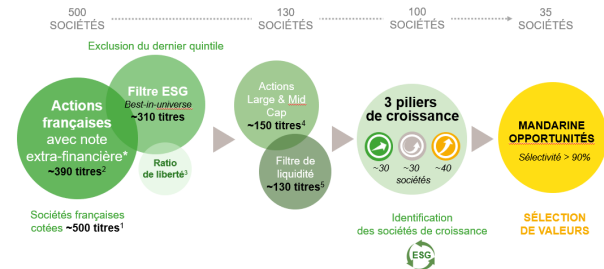 500
SOCIÉTÉS
130
SOCIÉTÉS
100
SOCIÉTÉS
35
SOCIÉTÉS
Exclusion du dernier quintile
Filtre ESG
Best-in-universe
~310 titres
Actions
françaises
avec note
extra-financière*
~390 titres²
Ratio
de liberté³
Sociétés françaises
cotées ~500 titres¹
Actions
Large & Mid
Cap
~150 titres⁴
Filtre de
liquidité
~130 titres⁵
3 piliers
de croissance
~30 ~30 ~40
sociétés
Identification
des sociétés de croissance
ESG
MANDARINE
OPPORTUNITÉS
Sélectivité > 90%
SÉLECTION
DE VALEURS